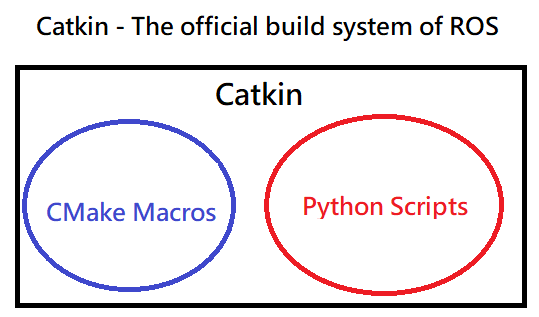 Catkin - The official build system of ROS
Catkin
CMake Macros
Python Scripts